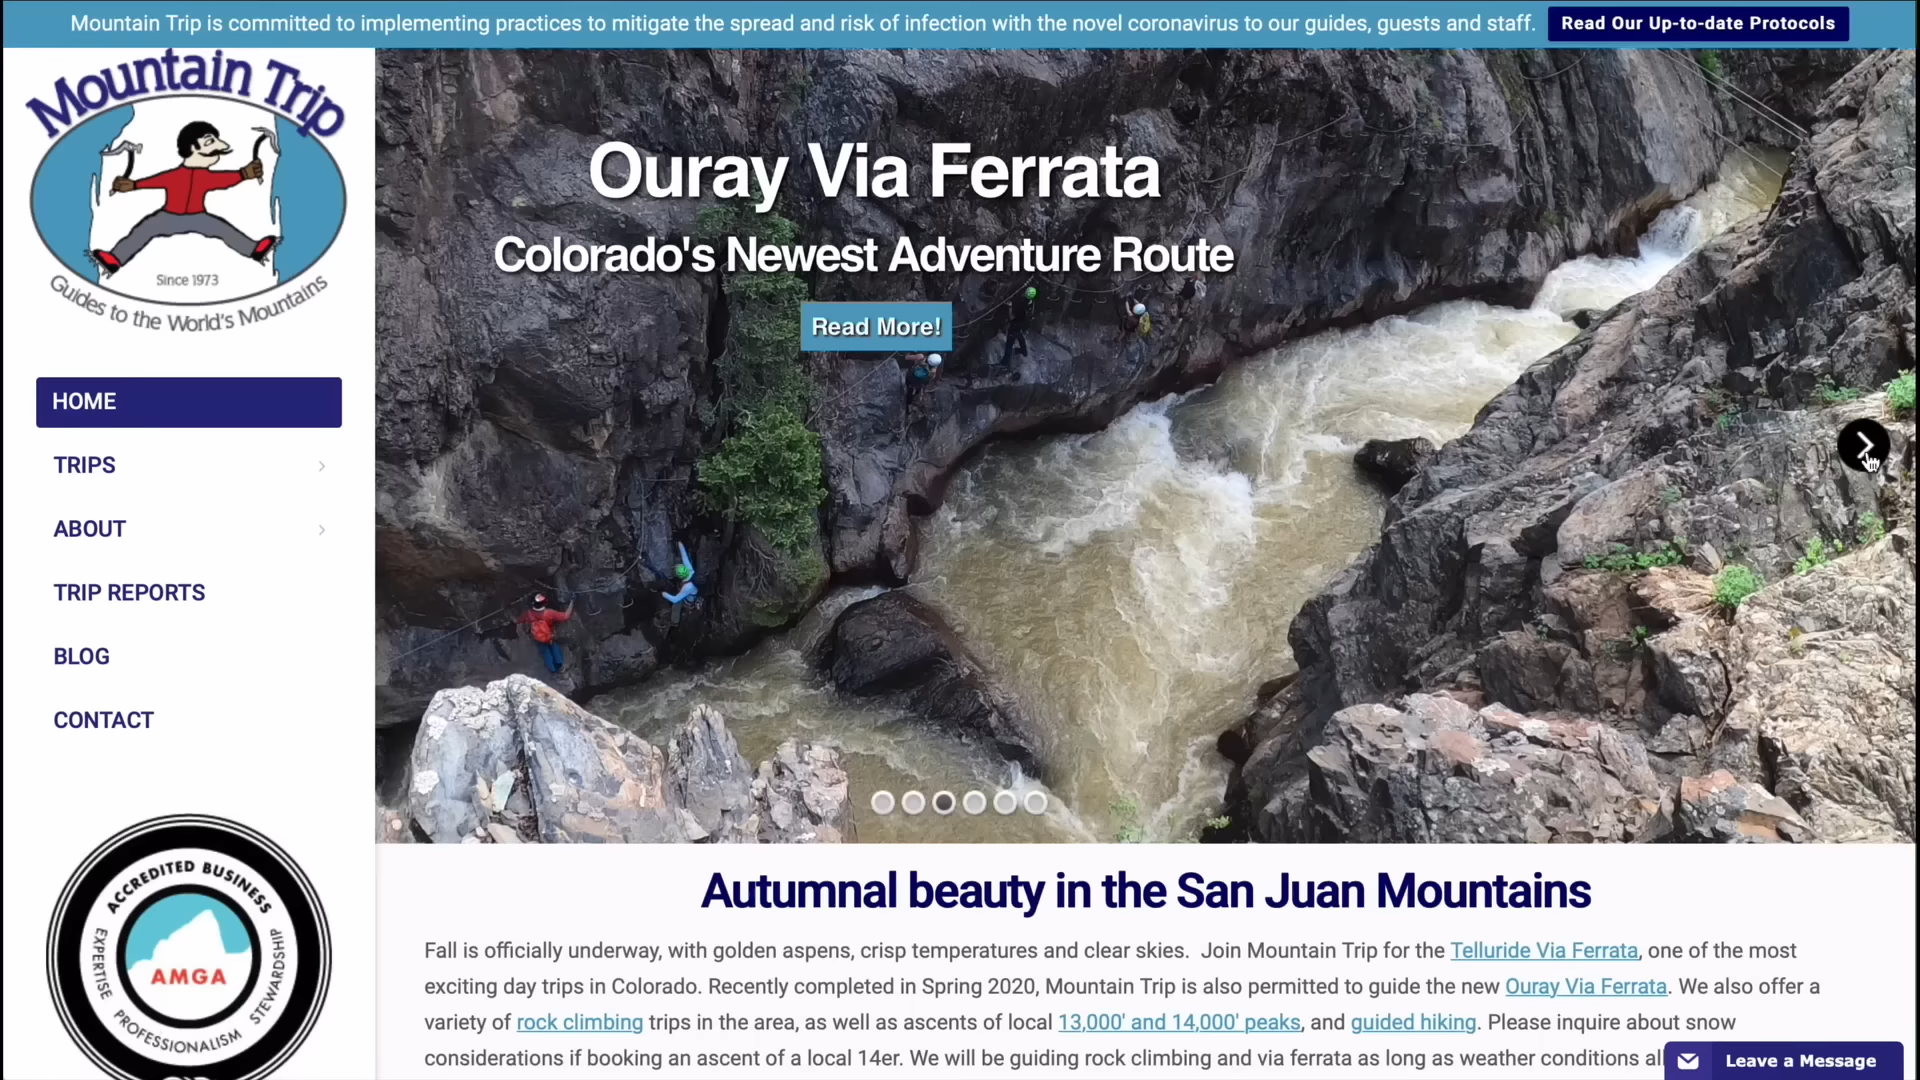 Mountain Trip is committed to implementing practices to mitigate the spread and risk of infection with the novel coronavirus to our guides, guests and staff.
Read Our Up-to-date Protocols
Mountain Trip
Since 1973
Guides to the World's Mountains
HOME
TRIPS
ABOUT
TRIP REPORTS
BLOG
CONTACT
ACCREDITED BUSINESS
AMGA
EXPERTISE PROFESSIONALISM STEWARDSHIP
Ouray Via Ferrata
Colorado's Newest Adventure Route
Read More!
Autumnal beauty in the San Juan Mountains
Fall is officially underway, with golden aspens, crisp temperatures and clear skies. Join Mountain Trip for the Telluride Via Ferrata, one of the most
exciting day trips in Colorado. Recently completed in Spring 2020, Mountain Trip is also permitted to guide the new Ouray Via Ferrata. We also offer a
variety of rock climbing trips in the area, as well as ascents of local 13,000' and 14,000' peaks, and guided hiking. Please inquire about snow
considerations if booking an ascent of a local 14er. We will be guiding rock climbing and via ferrata as long as weather conditions
Leave a Message